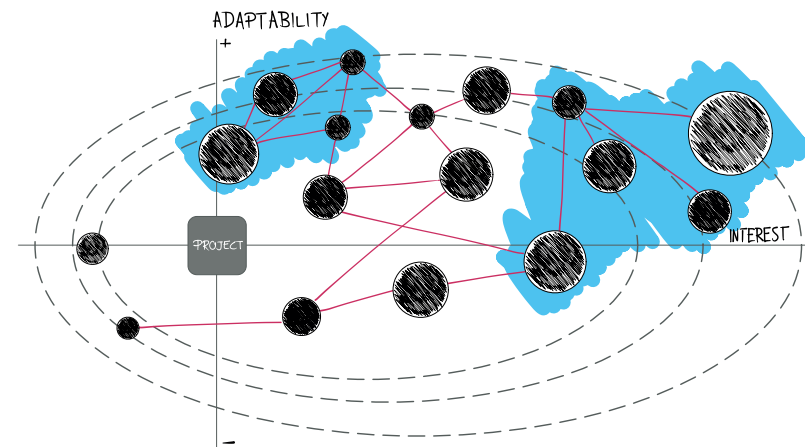 ADAPTABILITY
+
PROJECT
INTEREST
-